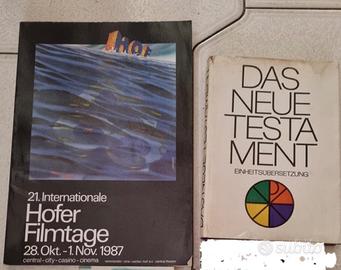 Hof
21. Internationale
Hofer
Filmtage
28. Okt. - 1. Nov. 1987
central - city - casino - cinema
DAS
NEUE
TESTA
MENT
EINHEITSÜBERSETZUNG
subito